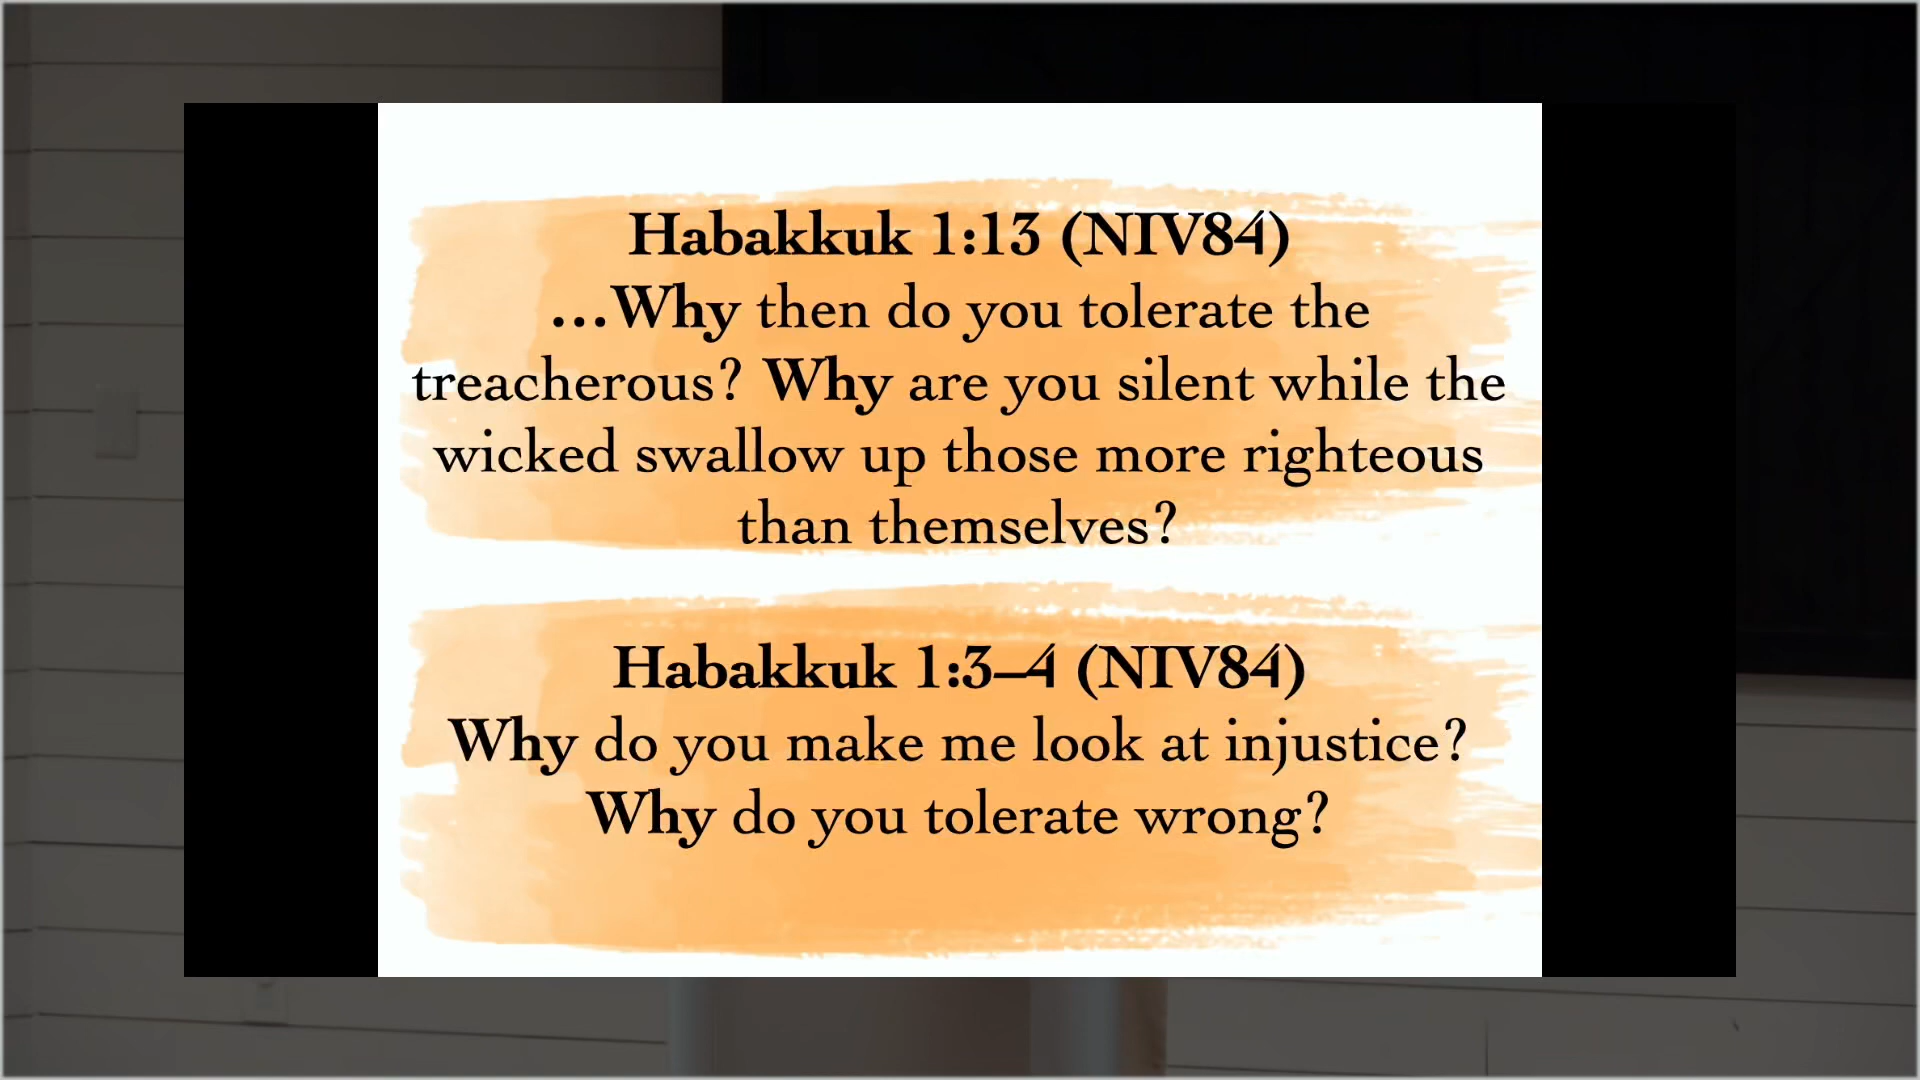 Habakkuk 1:13 (NIV84)
…Why then do you tolerate the
treacherous? Why are you silent while the
wicked swallow up those more righteous
than themselves?
Habakkuk 1:3–4 (NIV84)
Why do you make me look at injustice?
Why do you tolerate wrong?